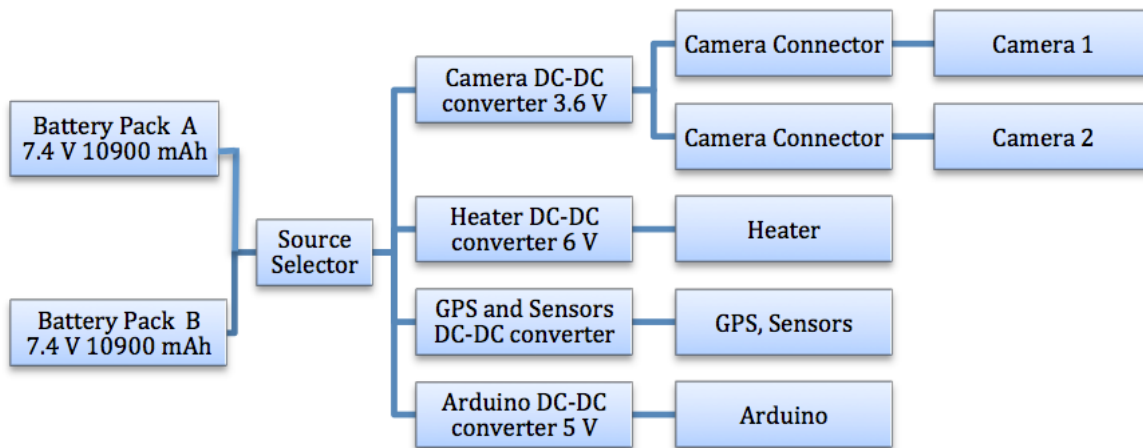 Battery Pack A
7.4 V 10900 mAh
Battery Pack B
7.4 V 10900 mAh
Source
Selector
Camera DC-DC
converter 3.6 V
Heater DC-DC
converter 6 V
GPS and Sensors
DC-DC converter
Arduino DC-DC
converter 5 V
Camera Connector
Camera Connector
Heater
GPS, Sensors
Arduino
Camera 1
Camera 2